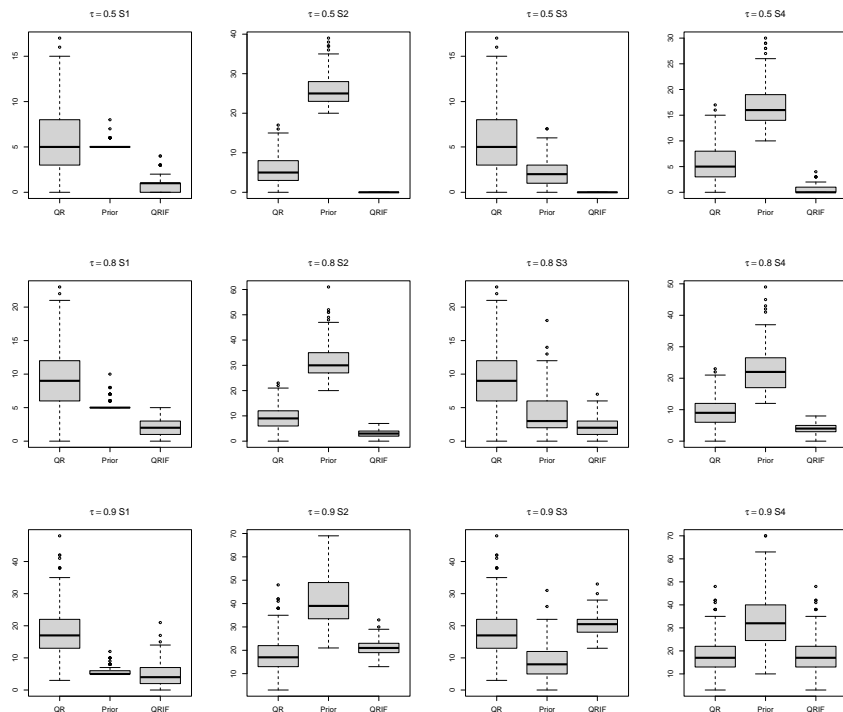 τ = 0.5 S1
τ = 0.5 S2
τ = 0.5 S3
τ = 0.5 S4
0 5 10 15
0 10 20 30 40
0 5 10 15
0 5 10 15 20 25 30
QR Prior QRIF
QR Prior QRIF
QR Prior QRIF
QR Prior QRIF
τ = 0.8 S1
τ = 0.8 S2
τ = 0.8 S3
τ = 0.8 S4
0 5 10 15 20
0 10 20 30 40 50 60
0 5 10 15 20
0 10 20 30 40 50
QR Prior QRIF
QR Prior QRIF
QR Prior QRIF
QR Prior QRIF
τ = 0.9 S1
τ = 0.9 S2
τ = 0.9 S3
τ = 0.9 S4
0 10 20 30 40
10 20 30 40 50 60 70
0 10 20 30 40
10 20 30 40 50 60 70
QR Prior QRIF
QR Prior QRIF
QR Prior QRIF
QR Prior QRIF